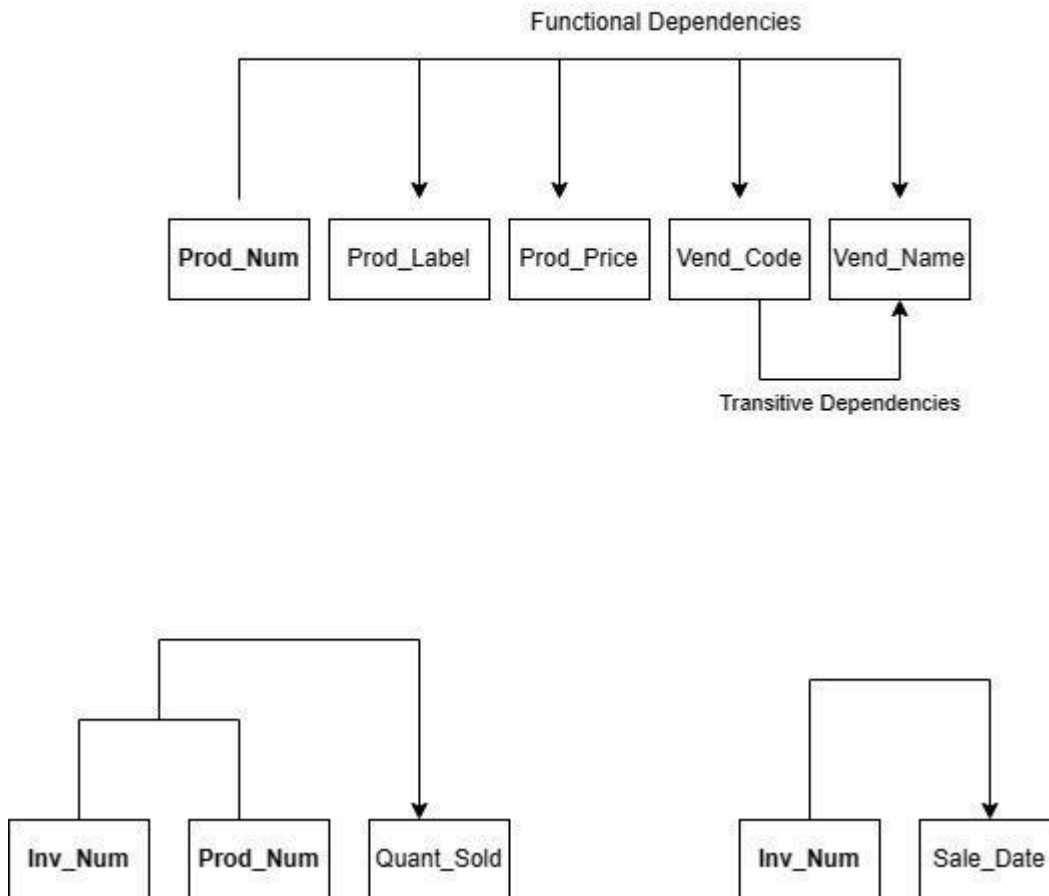 Functional Dependencies
Prod_Num Prod_Label Prod_Price Vend_Code Vend_Name
Transitive Dependencies
Inv_Num Prod_Num Quant_Sold Inv_Num Sale_Date